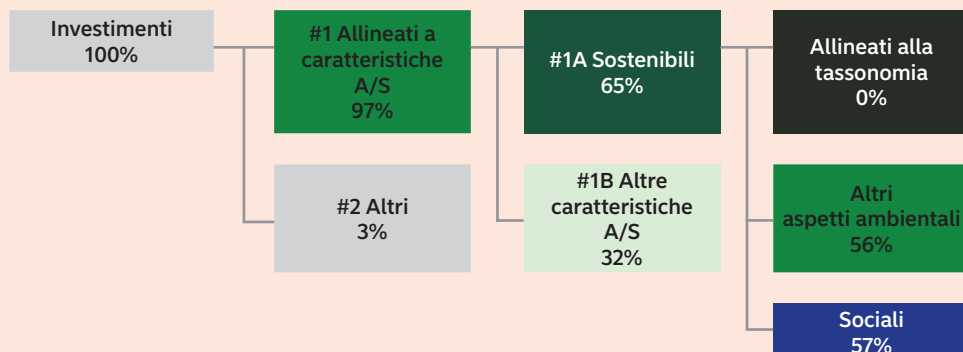 Investimenti
100%
#1 Allineati a
caratteristiche
A/S
97%
#1A Sostenibili
65%
Allineati alla
tassonomia
0%
#2 Altri
3%
#1B Altre
caratteristiche
A/S
32%
Altri
aspetti ambientali
56%
Sociali
57%